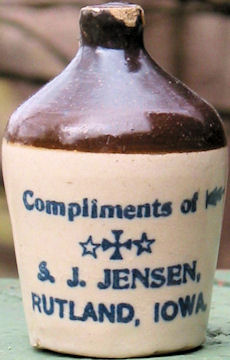 Compliments of
S. J. JENSEN,
RUTLAND, IOWA.